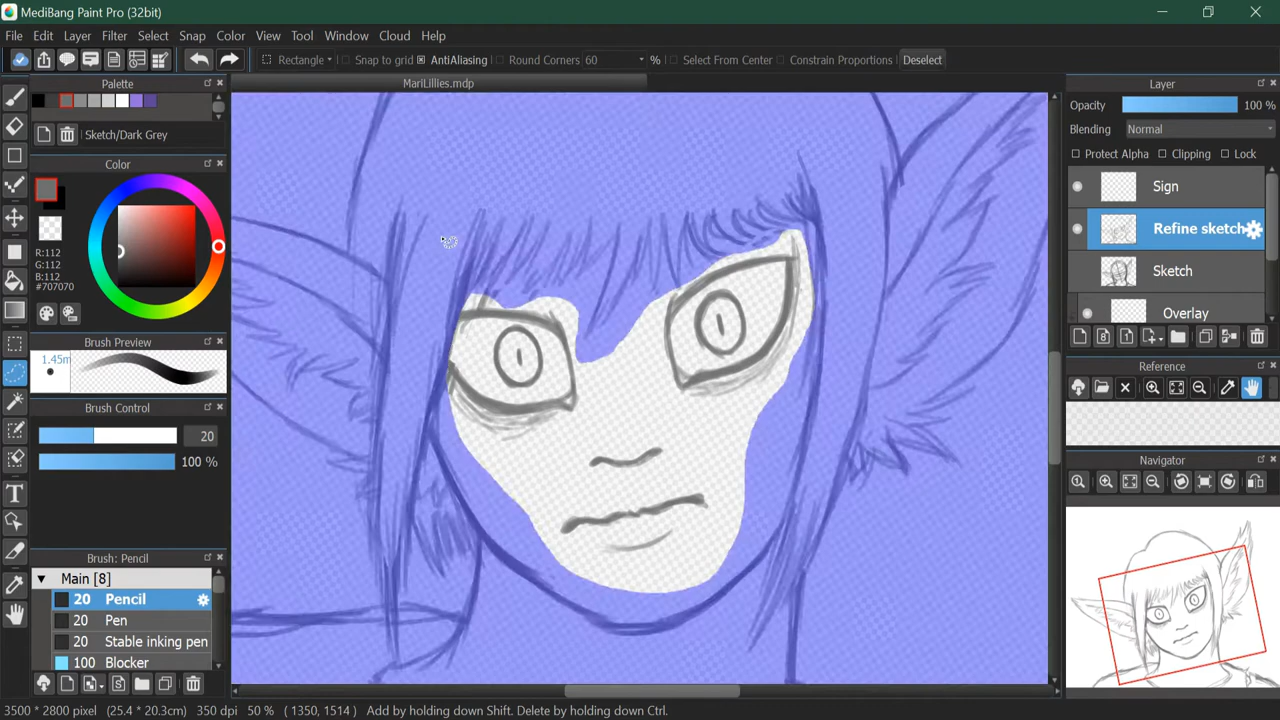 MediBang Paint Pro (32bit)
File Edit Layer Filter Select Snap Color View Tool Window Cloud Help
Rectangle Snap to grid AntiAliasing Round Corners 60 % Select From Center Constrain Proportions Deselect
MariLillies.mdp
Palette
Sketch/Dark Grey
Color
R:112
G:112
B:112
#707070
Brush Preview
1.45m
Brush Control
20
100 %
Brush: Pencil
Main [8]
20 Pencil
20 Pen
20 Stable inking pen
100 Blocker
Layer
Opacity 100 %
Blending Normal
Protect Alpha Clipping Lock
Sign
Refine sketch
Sketch
Overlay
Reference
Navigator
3500 * 2800 pixel (25.4 * 20.3cm) 350 dpi 50 % ( 1350, 1514 ) Add by holding down Shift. Delete by holding down Ctrl.